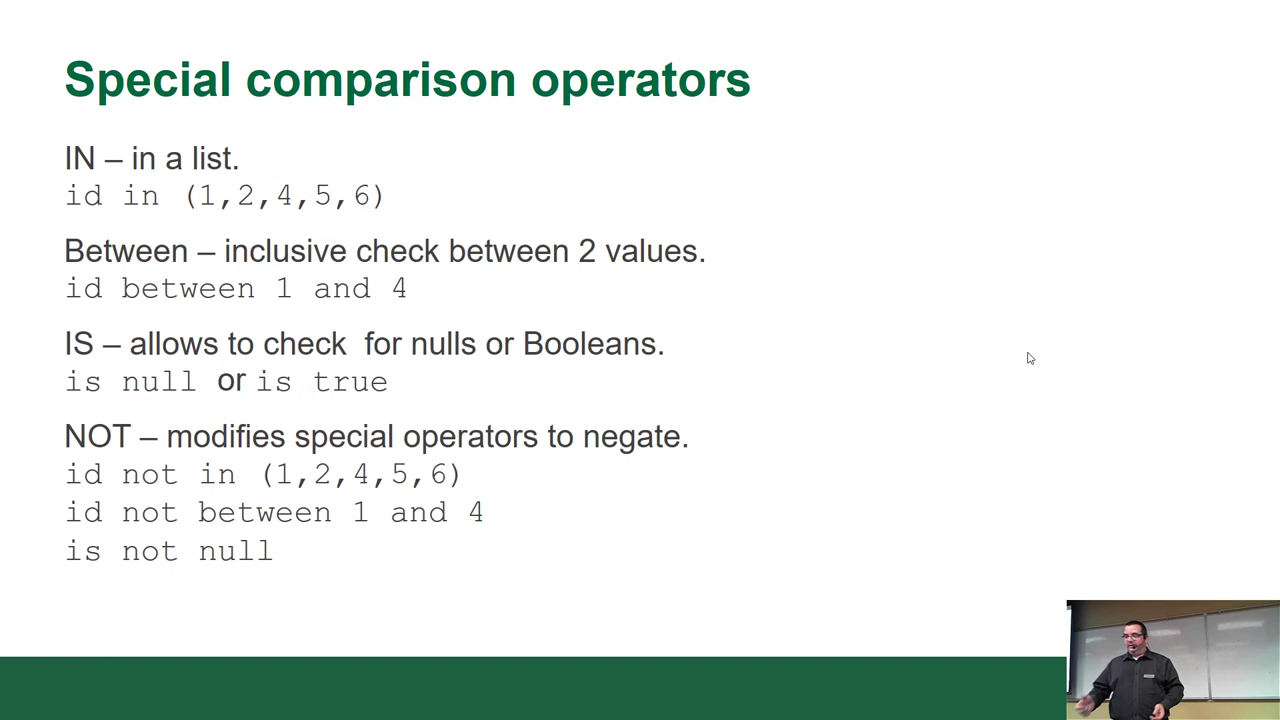 Special comparison operators
IN – in a list.
id in (1,2,4,5,6)
Between – inclusive check between 2 values.
id between 1 and 4
IS – allows to check  for nulls or Booleans.
is null or is true
NOT – modifies special operators to negate.
id not in (1,2,4,5,6)
id not between 1 and 4
is not null